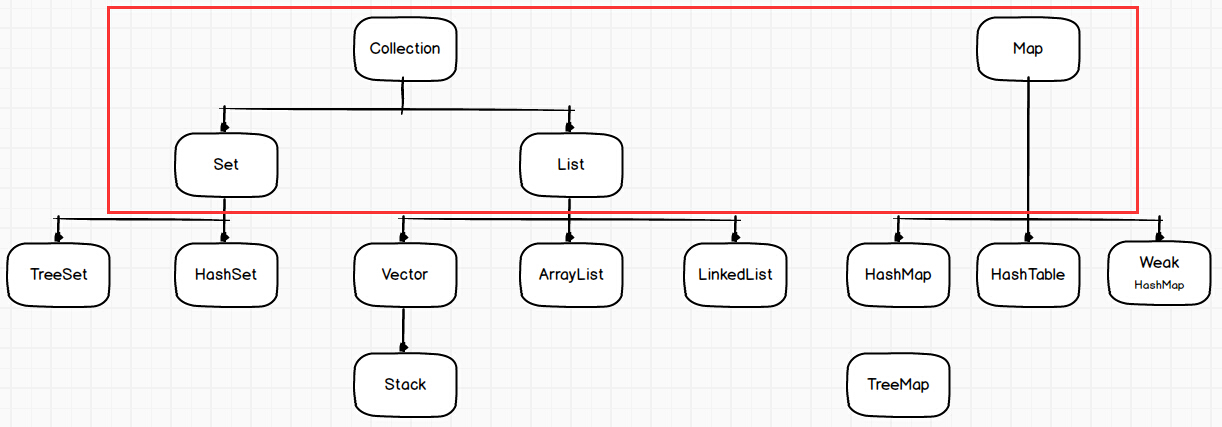 Collection
Map
Set
List
TreeSet
HashSet
Vector
ArrayList
LinkedList
HashMap
HashTable
Weak
HashMap
Stack
TreeMap